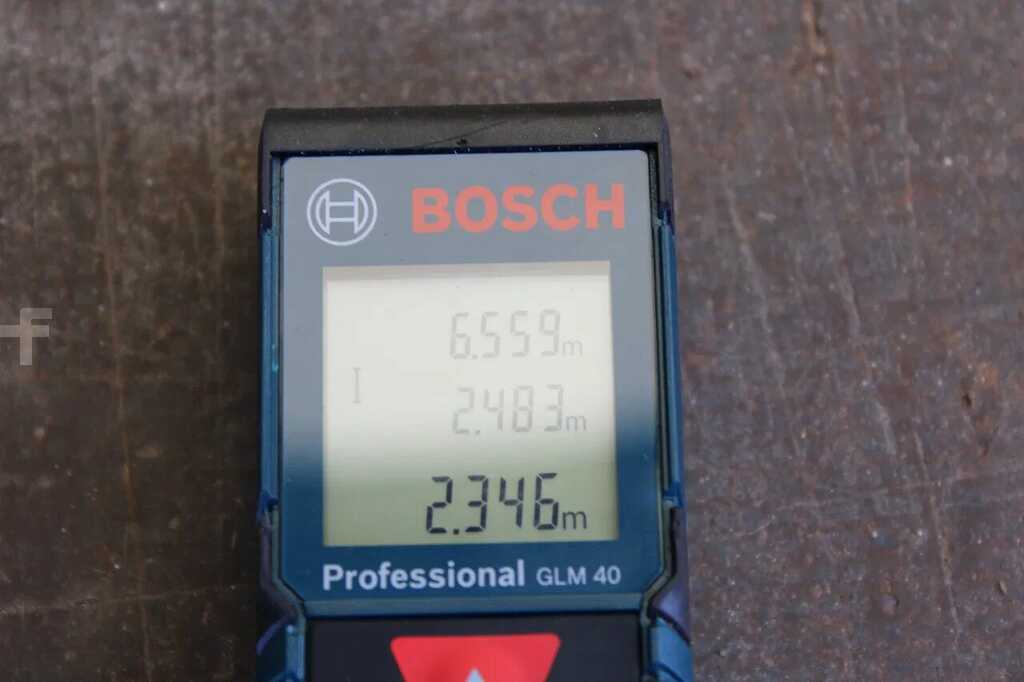 BOSCH
6.559m
2.483m
2.346m
Professional GLM 40